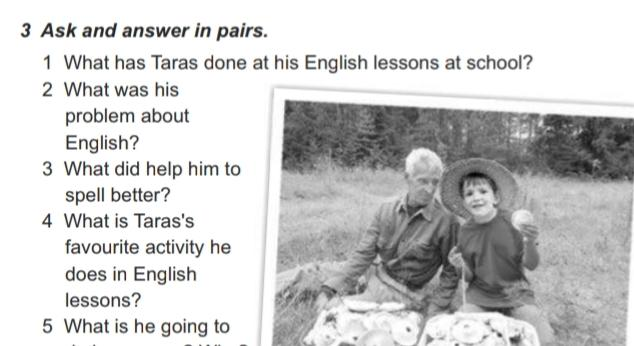 3 Ask and answer in pairs.
1 What has Taras done at his English lessons at school?
2 What was his
problem about
English?
3 What did help him to
spell better?
4 What is Taras's
favourite activity he
does in English
lessons?
5 What is he going to